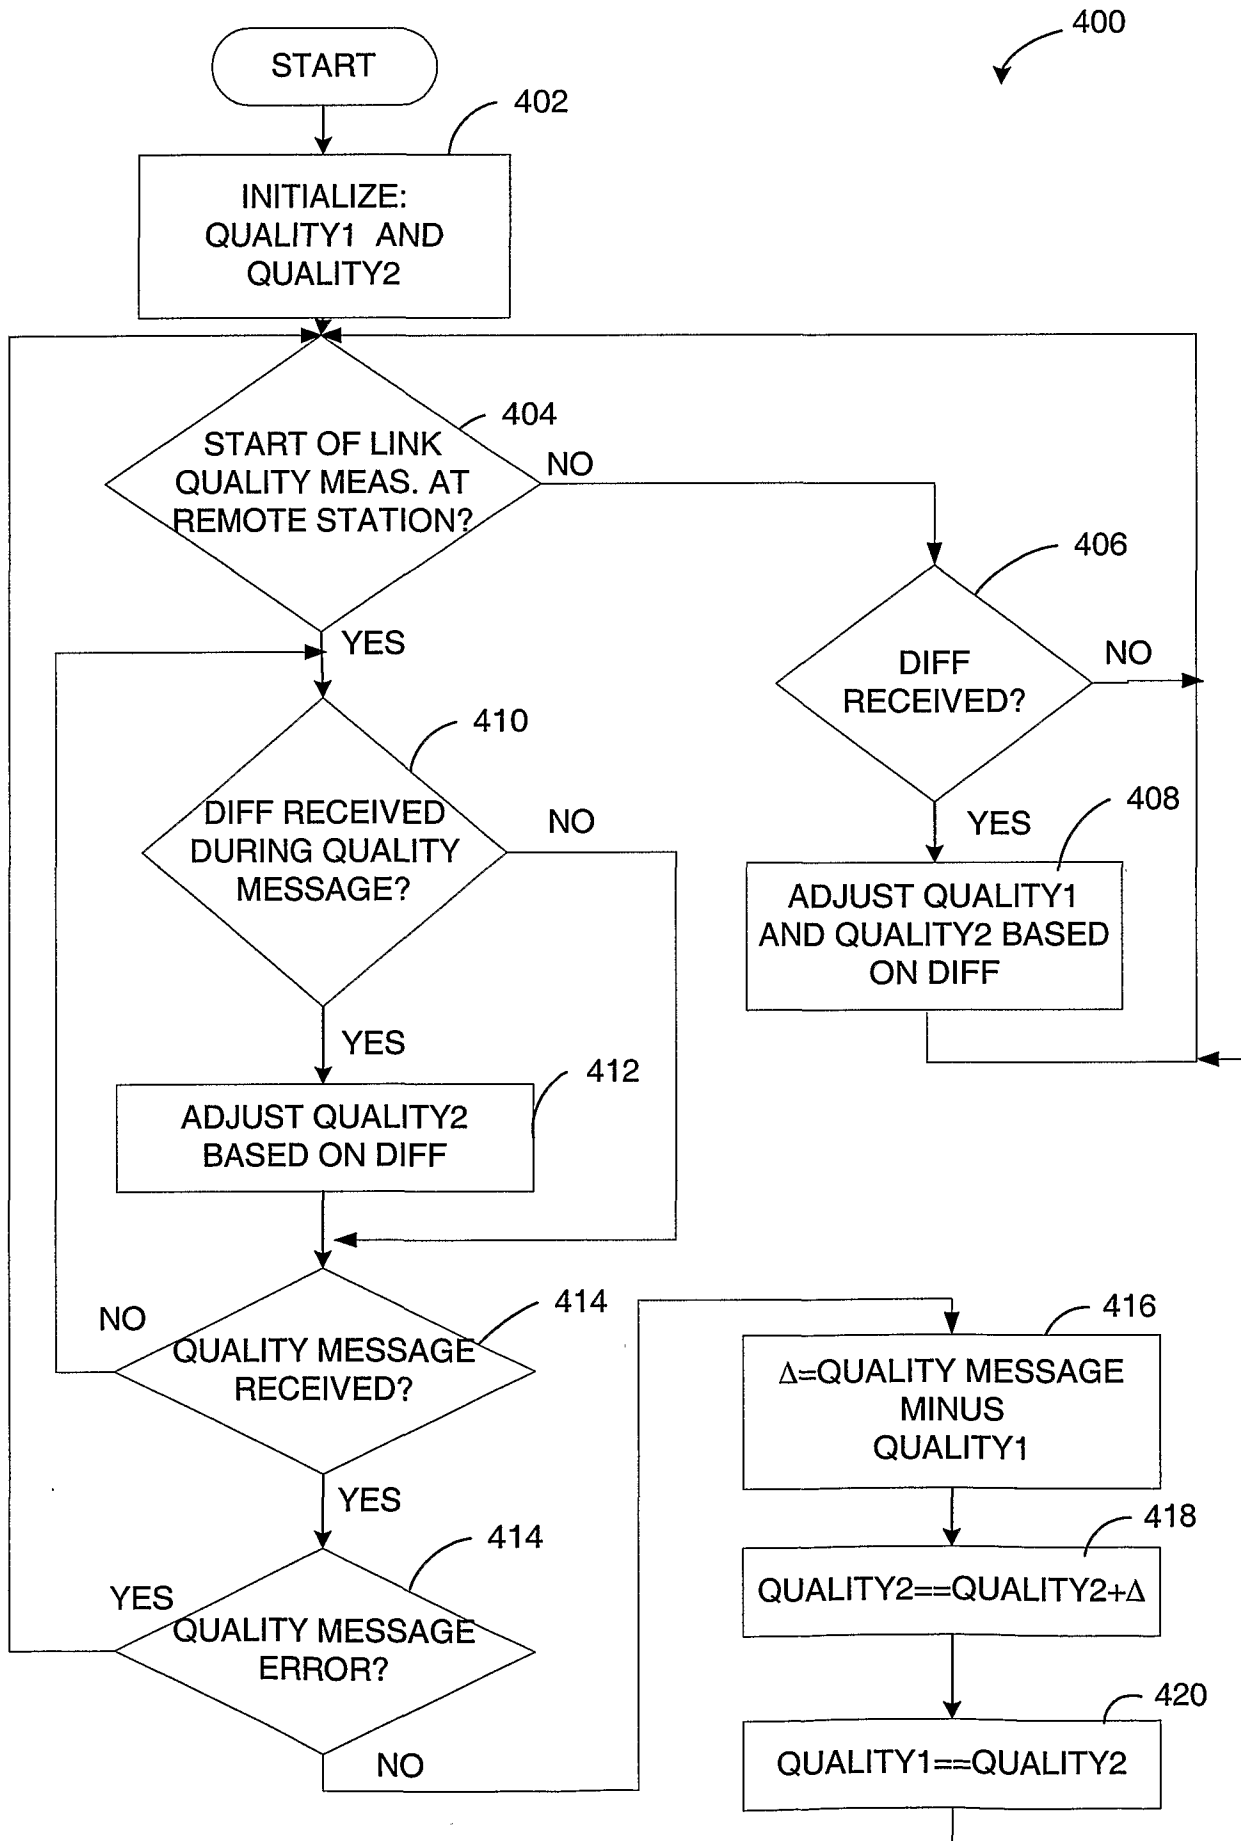 400
START
402
INITIALIZE:
QUALITY1 AND
QUALITY2
404
START OF LINK
QUALITY MEAS. AT
REMOTE STATION?
NO
YES
406
DIFF
RECEIVED?
NO
YES
408
ADJUST QUALITY1
AND QUALITY2 BASED
ON DIFF
410
DIFF RECEIVED
DURING QUALITY
MESSAGE?
NO
YES
412
ADJUST QUALITY2
BASED ON DIFF
414
QUALITY MESSAGE
RECEIVED?
NO
YES
414
QUALITY MESSAGE
ERROR?
YES
NO
416
Δ=QUALITY MESSAGE
MINUS
QUALITY1
418
QUALITY2==QUALITY2+Δ
420
QUALITY1==QUALITY2